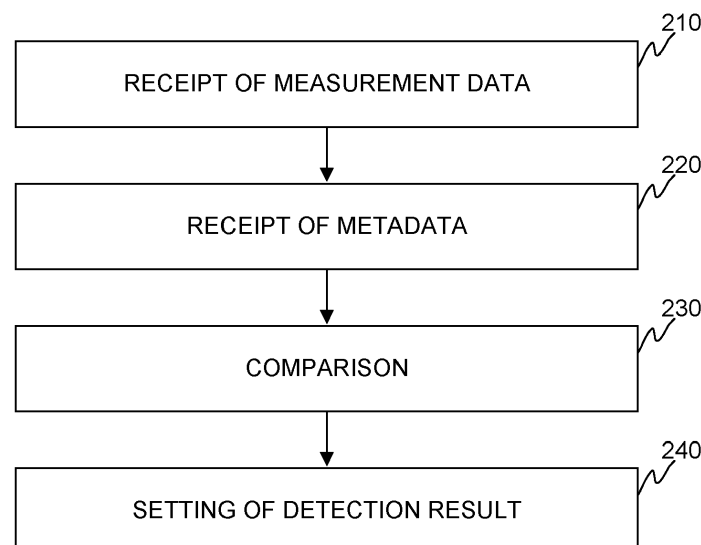 210
RECEIPT OF MEASUREMENT DATA
220
RECEIPT OF METADATA
230
COMPARISON
240
SETTING OF DETECTION RESULT